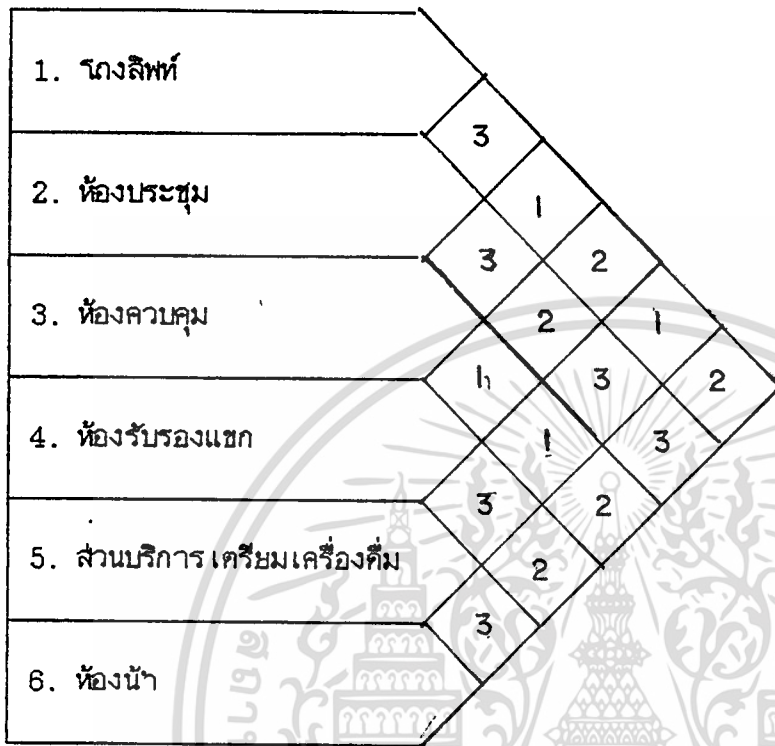 1. โถงลิฟท์
3
2. ห้องประชุม
1
3 2
3. ห้องควบคุม
2 1
1 3 2
4. ห้องรับรองแขก
1 3
3 2
5. ส่วนบริการ เตรียมเครื่องดื่ม
2
3
6. ห้องน้ำ